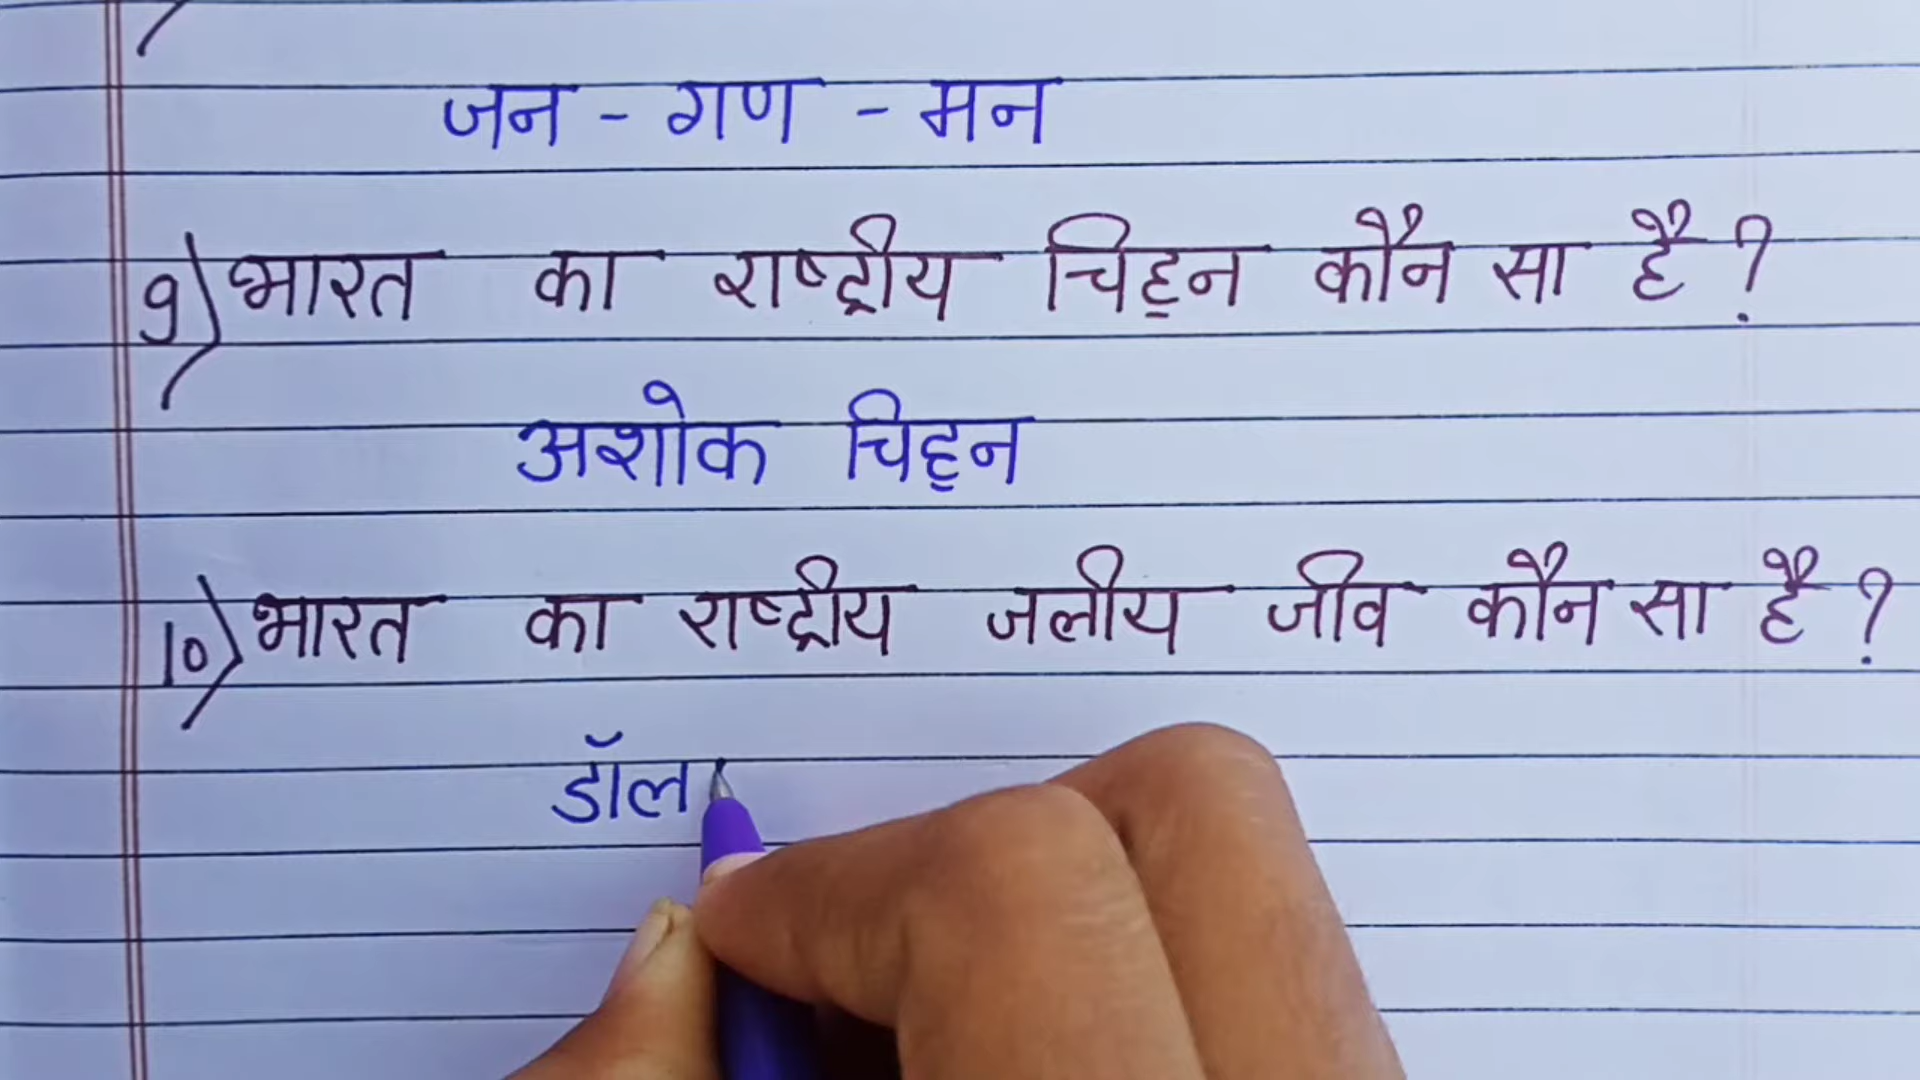 जन - गण - मन
9) भारत का राष्ट्रीय चिह्न कौन सा है ?
अशोक चिह्न
10) भारत का राष्ट्रीय जलीय जीव कौन सा है ?
डॉल